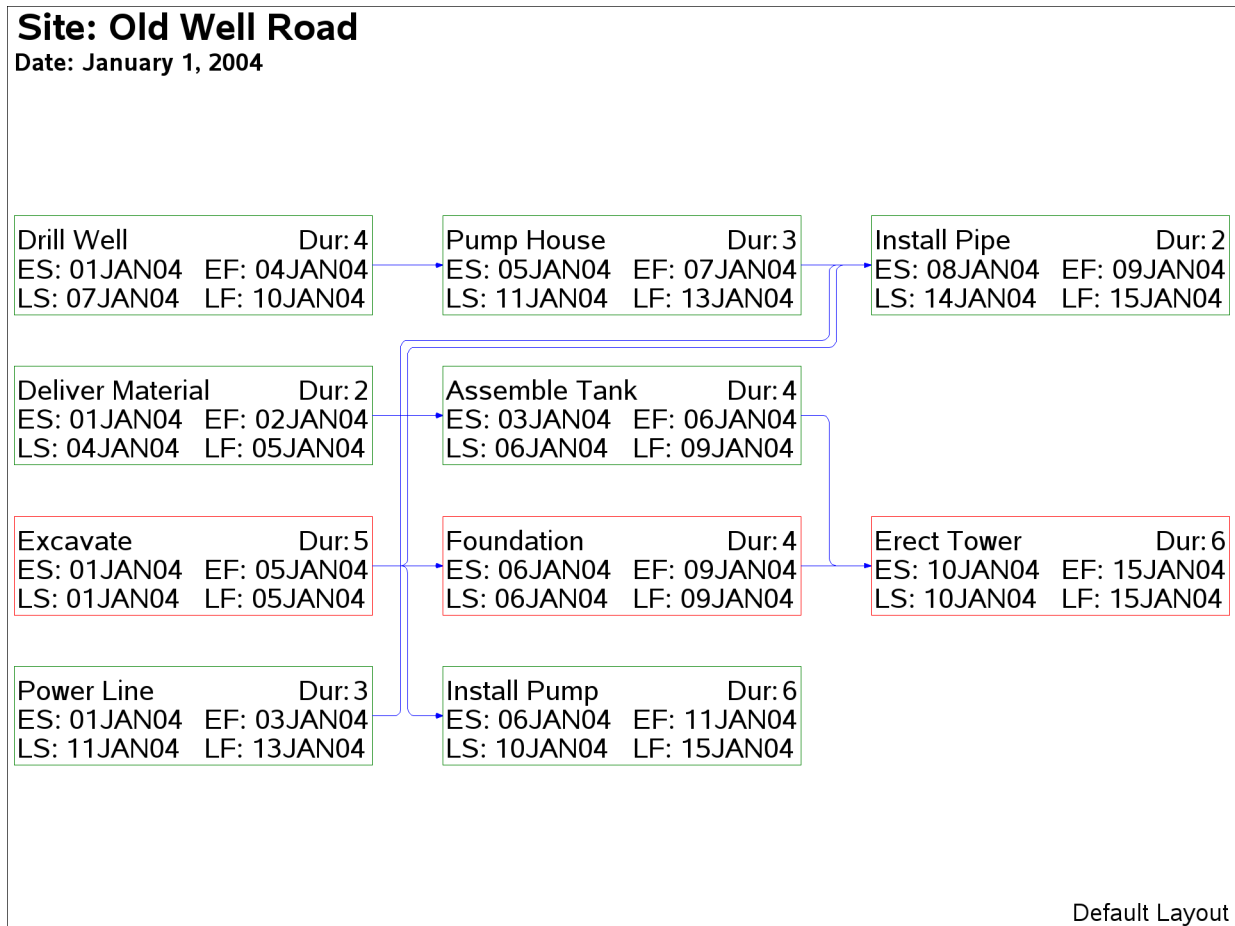 Site: Old Well Road
Date: January 1, 2004
Drill Well Dur: 4
ES: 01JAN04 EF: 04JAN04
LS: 07JAN04 LF: 10JAN04
Pump House Dur: 3
ES: 05JAN04 EF: 07JAN04
LS: 11JAN04 LF: 13JAN04
Install Pipe Dur: 2
ES: 08JAN04 EF: 09JAN04
LS: 14JAN04 LF: 15JAN04
Deliver Material Dur: 2
ES: 01JAN04 EF: 02JAN04
LS: 04JAN04 LF: 05JAN04
Assemble Tank Dur: 4
ES: 03JAN04 EF: 06JAN04
LS: 06JAN04 LF: 09JAN04
Excavate Dur: 5
ES: 01JAN04 EF: 05JAN04
LS: 01JAN04 LF: 05JAN04
Foundation Dur: 4
ES: 06JAN04 EF: 09JAN04
LS: 06JAN04 LF: 09JAN04
Erect Tower Dur: 6
ES: 10JAN04 EF: 15JAN04
LS: 10JAN04 LF: 15JAN04
Power Line Dur: 3
ES: 01JAN04 EF: 03JAN04
LS: 11JAN04 LF: 13JAN04
Install Pump Dur: 6
ES: 06JAN04 EF: 11JAN04
LS: 10JAN04 LF: 15JAN04
Default Layout